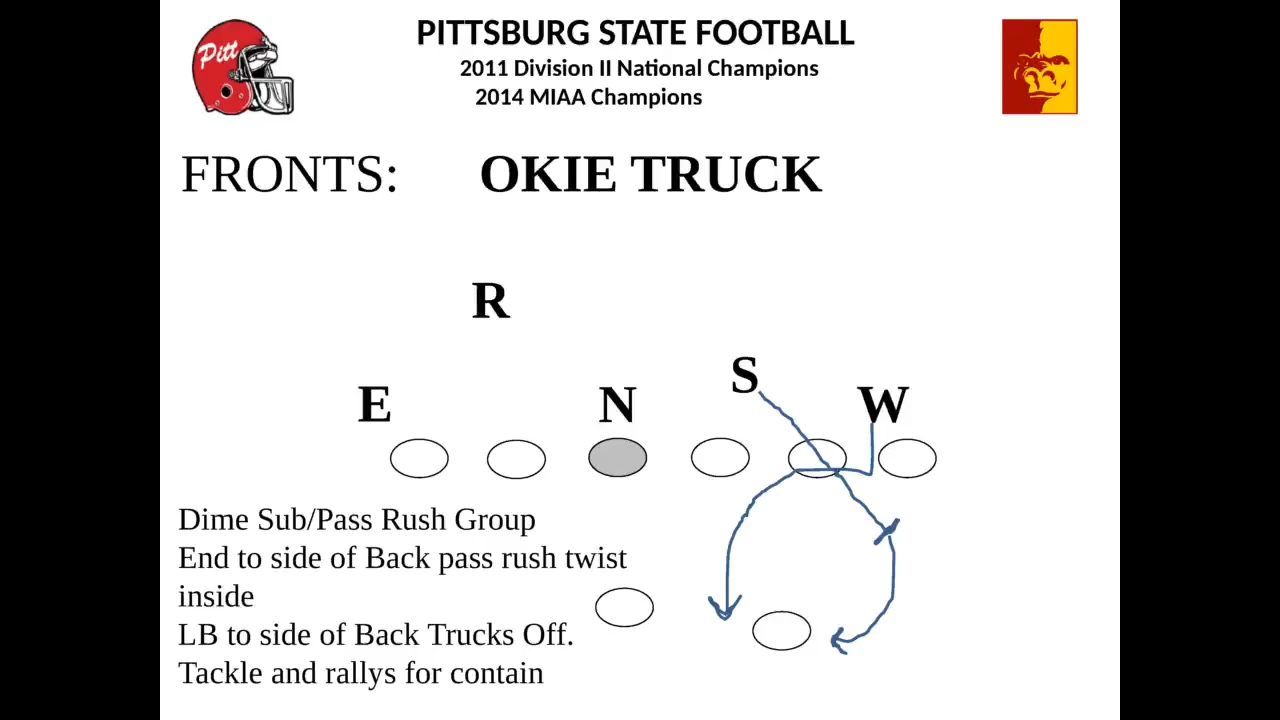 PITTSBURG STATE FOOTBALL
2011 Division II National Champions
2014 MIAA Champions
Pitt
FRONTS: OKIE TRUCK
R
S
E N W
Dime Sub/Pass Rush Group
End to side of Back pass rush twist
inside
LB to side of Back Trucks Off.
Tackle and rallys for contain